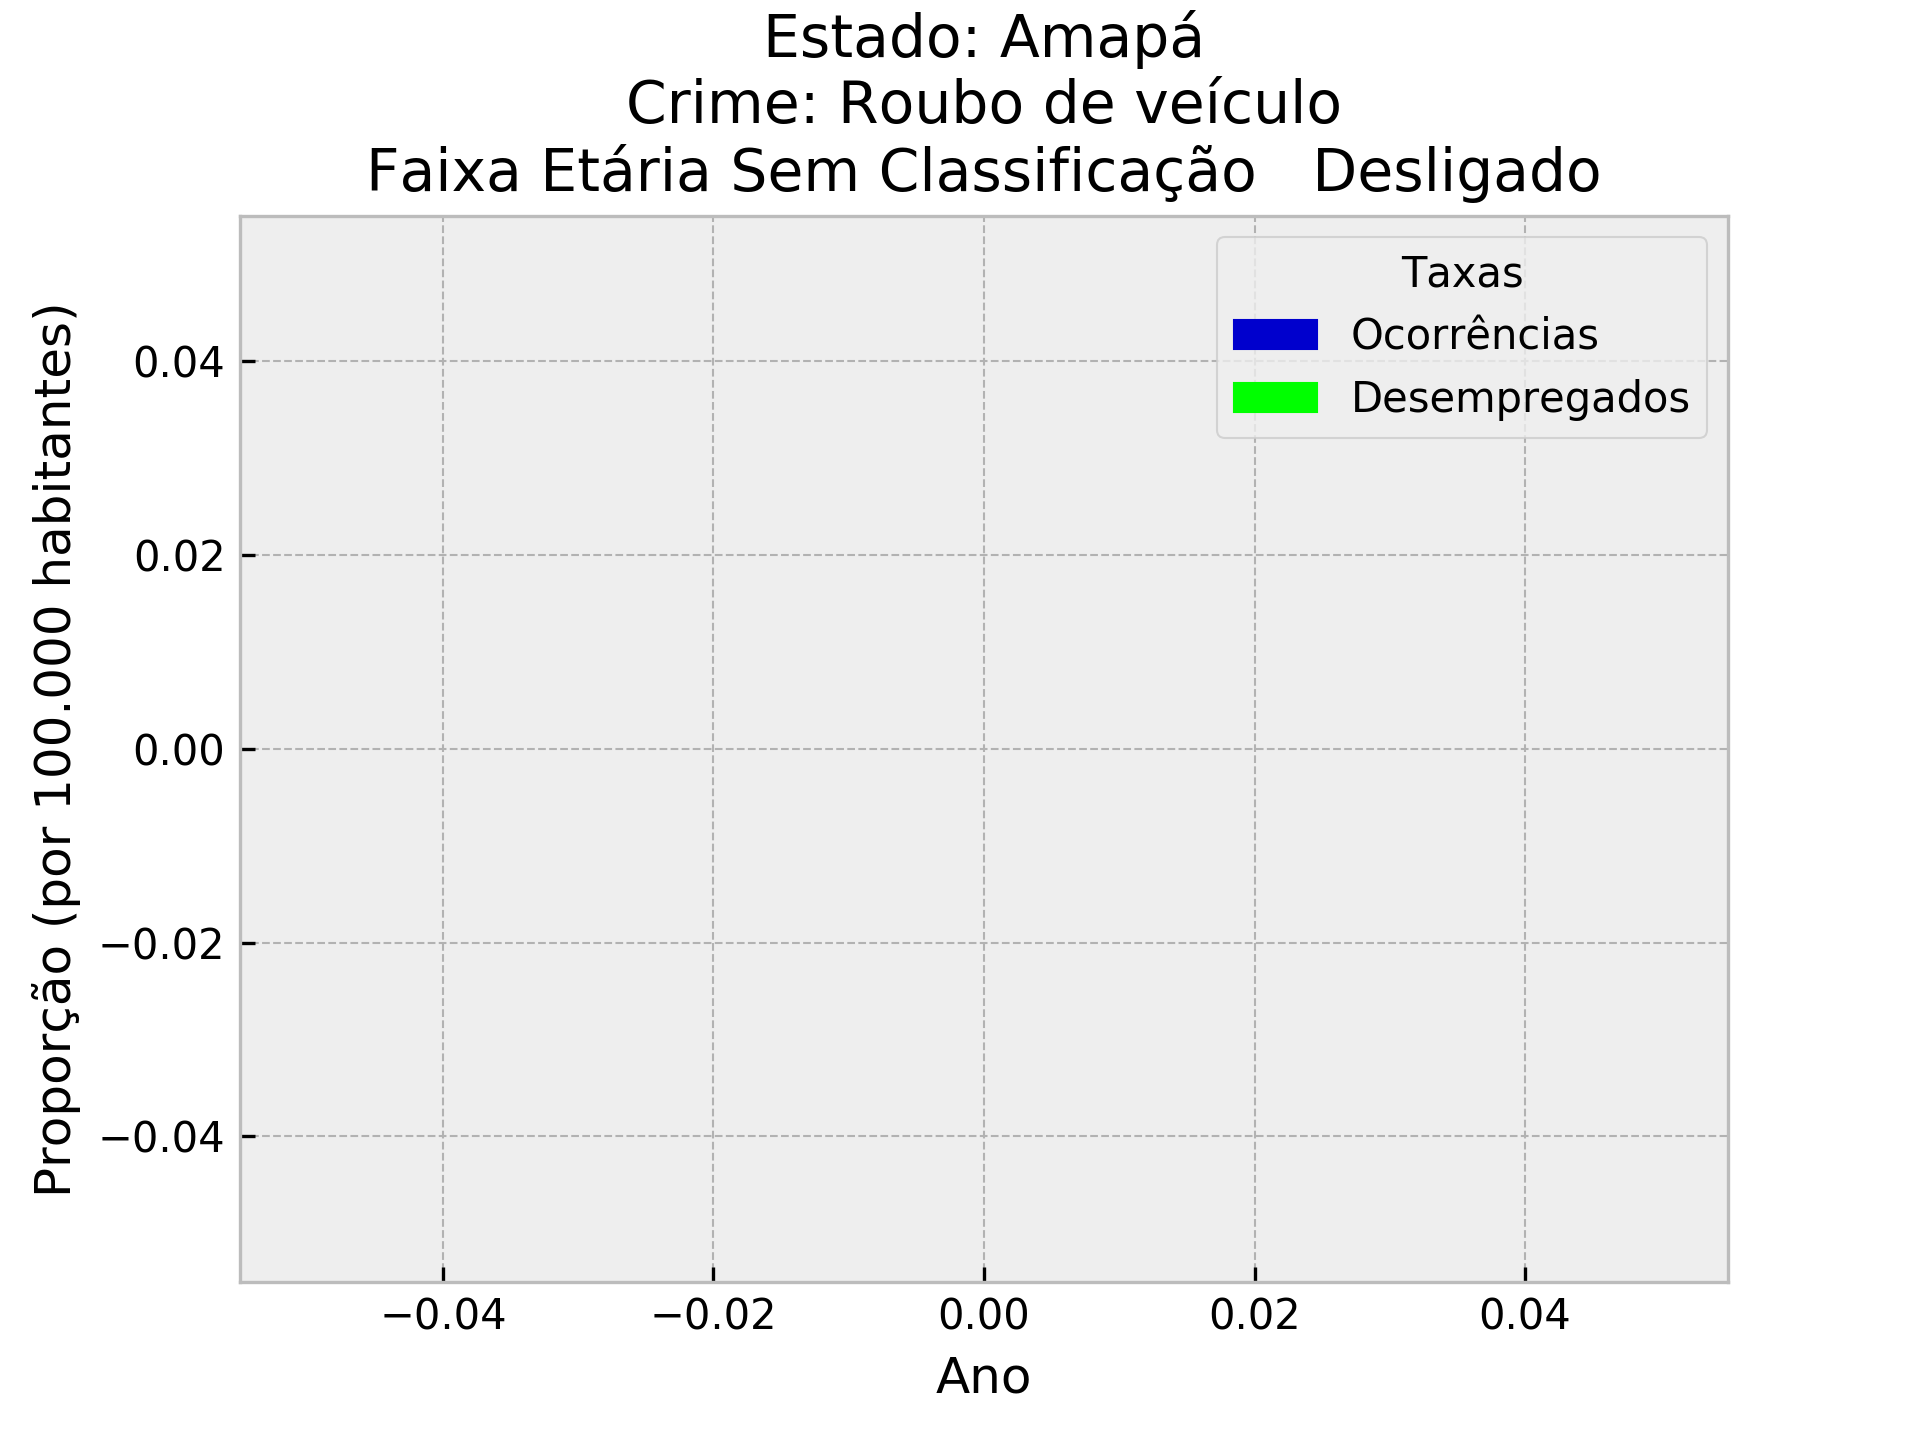 Estado: Amapá
Crime: Roubo de veículo
Faixa Etária Sem Classificação   Desligado
Taxas
Ocorrências
Desempregados
Proporção (por 100.000 habitantes)
0.04
0.02
0.00
−0.02
−0.04
−0.04
−0.02
0.00
0.02
0.04
Ano